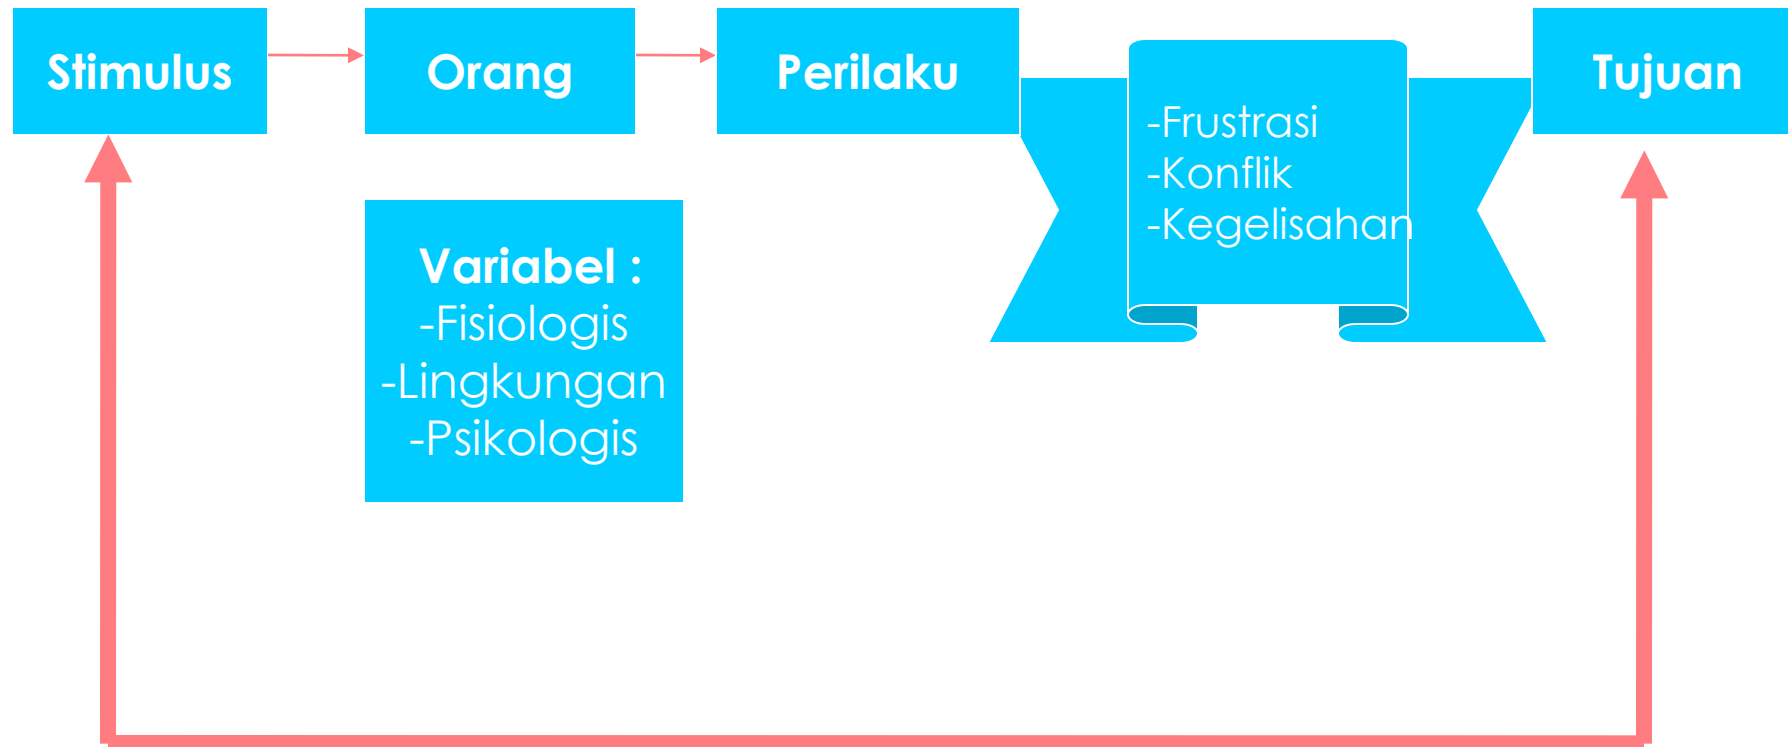 Stimulus
Orang
Perilaku
-Frustrasi
-Konflik
-Kegelisahan
Tujuan
Variabel :
-Fisiologis
-Lingkungan
-Psikologis